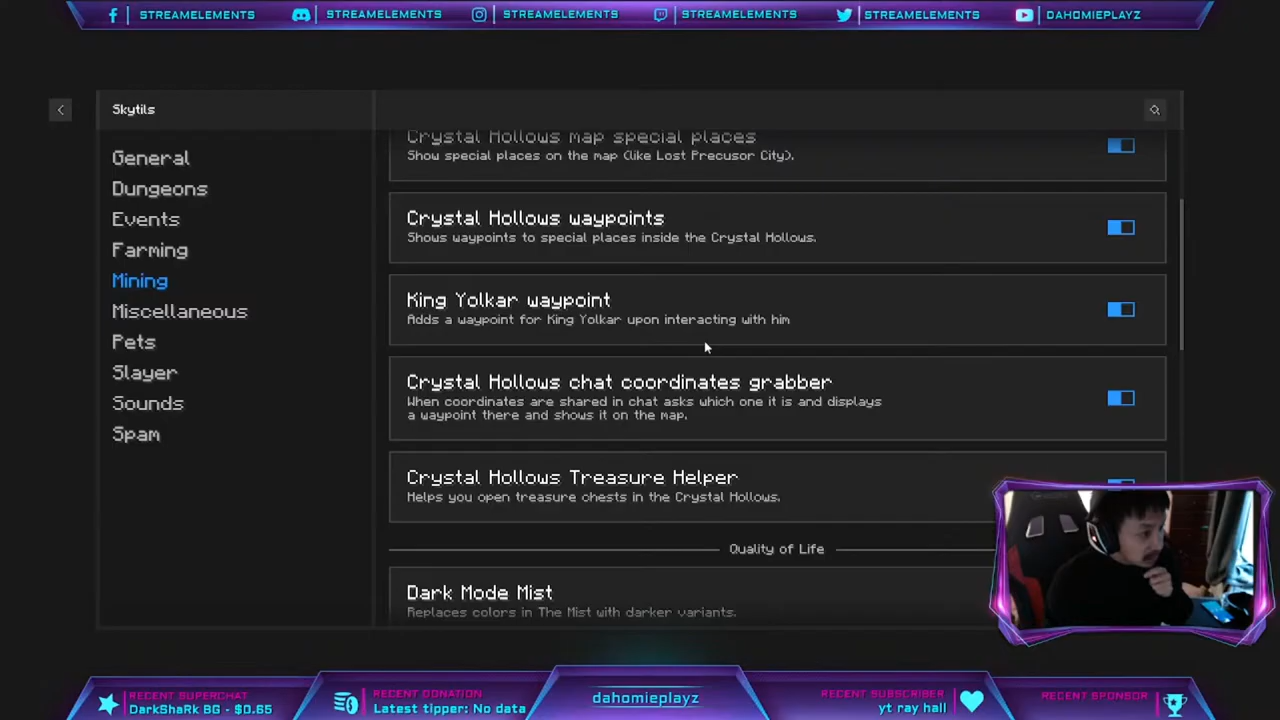 STREAMELEMENTS STREAMELEMENTS STREAMELEMENTS STREAMELEMENTS STREAMELEMENTS DAHOMIEPLAYZ
Skytils
General
Dungeons
Events
Farming
Mining
Miscellaneous
Pets
Slayer
Sounds
Spam
Crystal Hollows map special places
Show special places on the map (like Lost Precusor City).
Crystal Hollows waypoints
Shows waypoints to special places inside the Crystal Hollows.
King Yolkar waypoint
Adds a waypoint for King Yolkar upon interacting with him
Crystal Hollows chat coordinates grabber
When coordinates are shared in chat asks which one it is and displays
a waypoint there and shows it on the map.
Crystal Hollows Treasure Helper
Helps you open treasure chests in the Crystal Hollows.
Quality of Life
Dark Mode Mist
Replaces colors in The Mist with darker variants.
RECENT SUPERCHAT
DarkShaRk BG - $0.65
RECENT DONATION
Latest tipper: No data
dahomieplayz
RECENT SUBSCRIBER
yt ray hall
RECENT SPONSOR